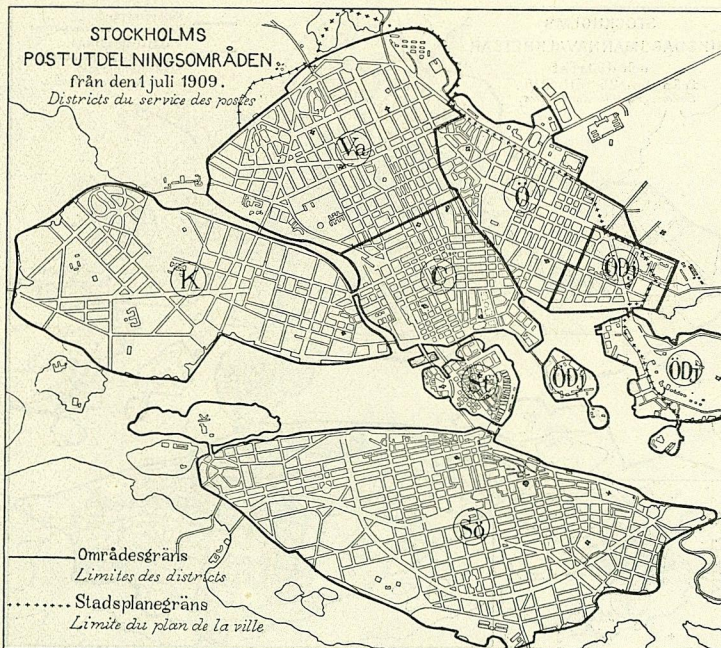 STOCKHOLMS
POSTUTDELNINGSOMRÅDEN.
från den 1 juli 1909.
Districts du service des postes
Va
Ö
ÖDj
K
C
St
ÖDj
ÖDj
Sö
Områdesgräns
Limites des districts
Stadsplanegräns
Limite du plan de la ville